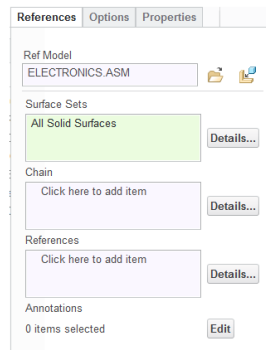 References Options Properties
Ref Model
ELECTRONICS.ASM
Surface Sets
All Solid Surfaces
Details...
Chain
Click here to add item
Details...
References
Click here to add item
Details...
Annotations
0 items selected Edit